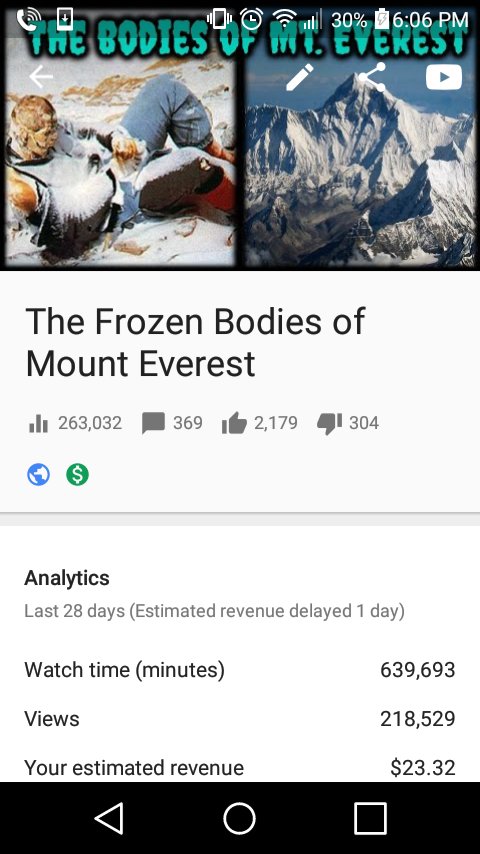 30% 6:06 PM
THE BODIES OF MT. EVEREST
The Frozen Bodies of
Mount Everest
263,032 369 2,179 304
Analytics
Last 28 days (Estimated revenue delayed 1 day)
Watch time (minutes) 639,693
Views 218,529
Your estimated revenue $23.32